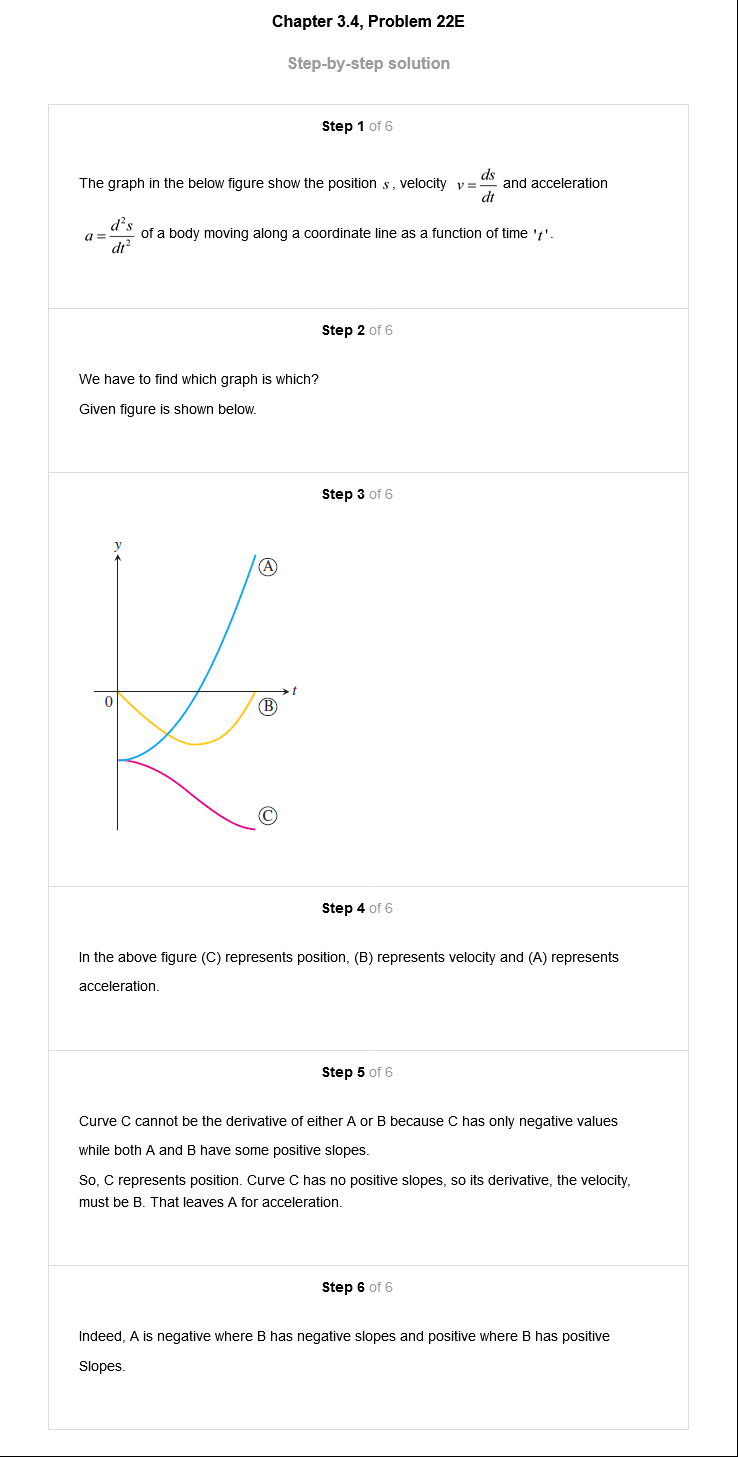 Chapter 3.4, Problem 22E
Step-by-step solution
Step 1 of 6
The graph in the below figure show the position s, velocity v = ds/dt and acceleration
a = d²s/dt² of a body moving along a coordinate line as a function of time 't'.
Step 2 of 6
We have to find which graph is which?
Given figure is shown below.
Step 3 of 6
y
Ⓐ
t
0
Ⓑ
Ⓒ
Step 4 of 6
In the above figure (C) represents position, (B) represents velocity and (A) represents
acceleration.
Step 5 of 6
Curve C cannot be the derivative of either A or B because C has only negative values
while both A and B have some positive slopes.
So, C represents position. Curve C has no positive slopes, so its derivative, the velocity,
must be B. That leaves A for acceleration.
Step 6 of 6
Indeed, A is negative where B has negative slopes and positive where B has positive
Slopes.